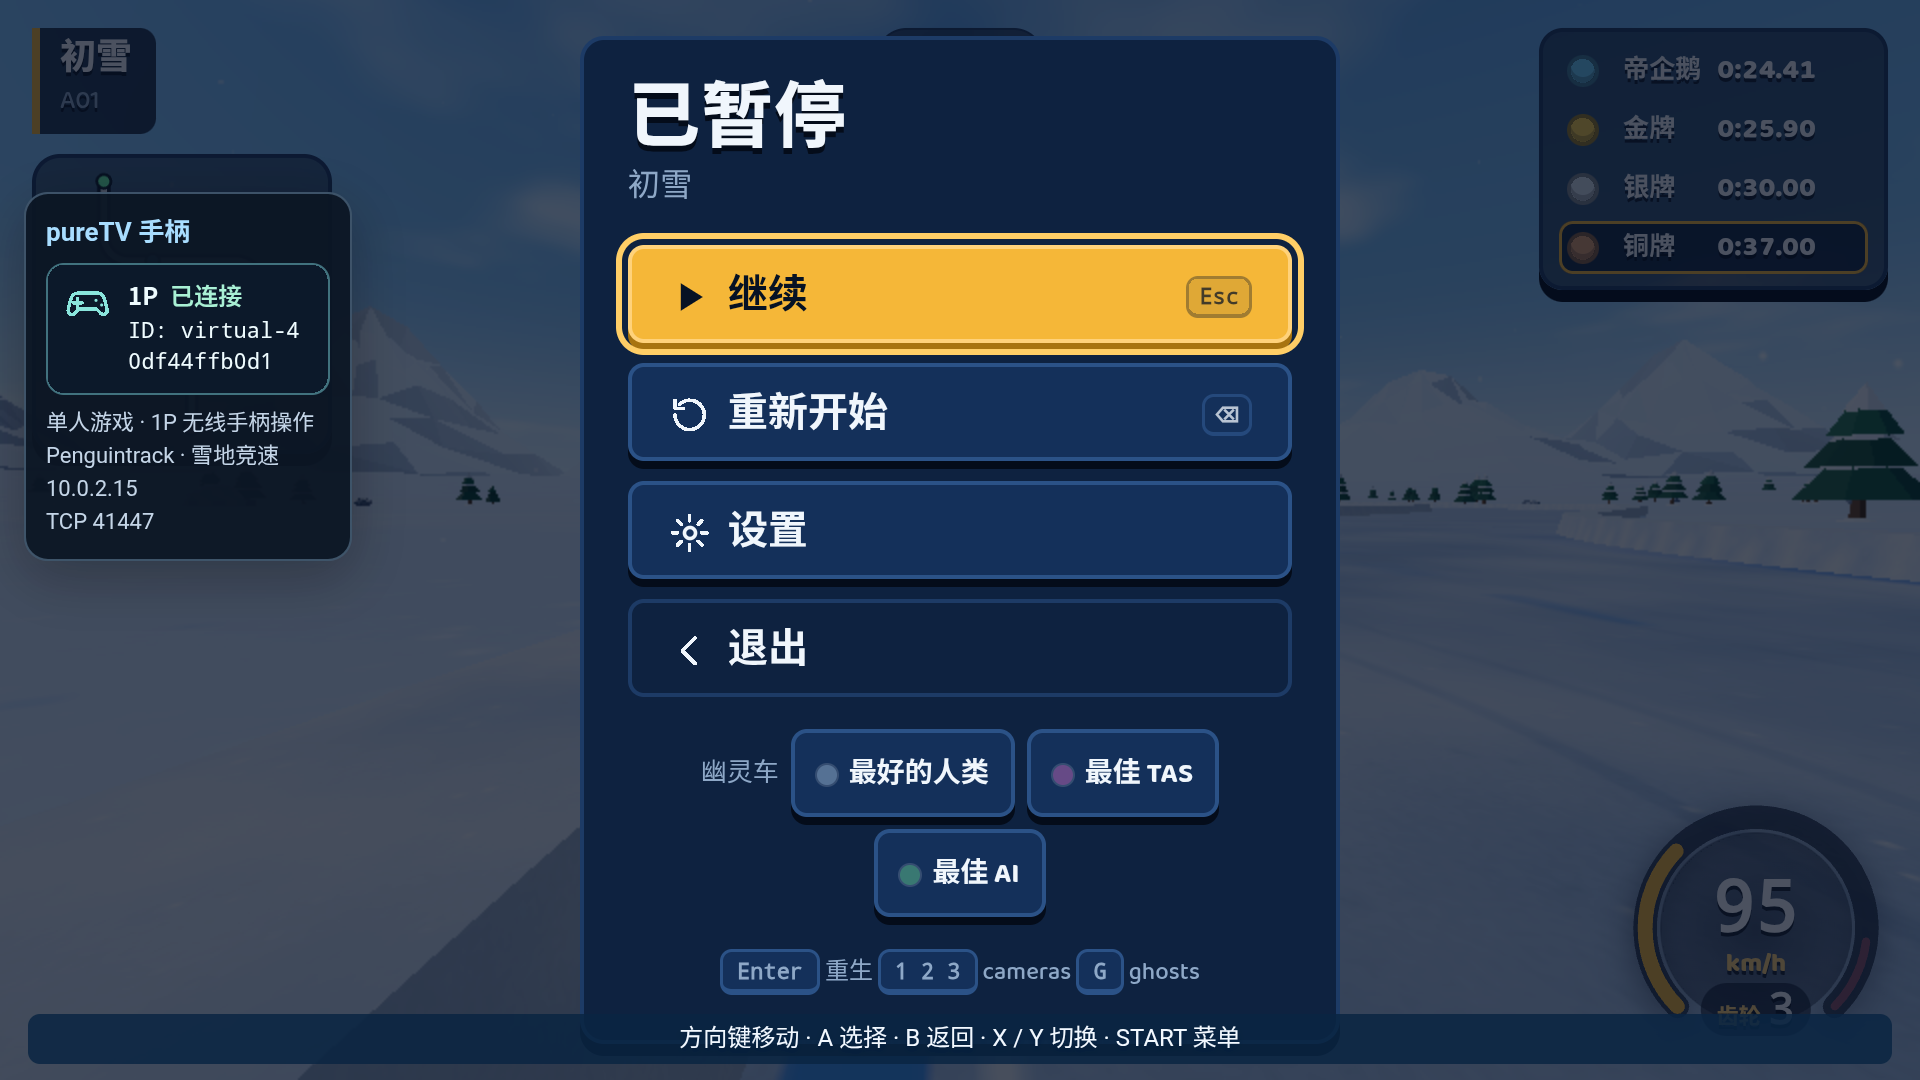 初雪
A01
pureTV 手柄
1P 已连接
ID: virtual-4
0df44ffb0d1
单人游戏 · 1P 无线手柄操作
Penguintrack · 雪地竞速
10.0.2.15
TCP 41447
已暂停
初雪
继续 Esc
重新开始
设置
退出
幽灵车 最好的人类 最佳 TAS
最佳 AI
Enter 重生 1 2 3 cameras G ghosts
帝企鹅 0:24.41
金牌 0:25.90
银牌 0:30.00
铜牌 0:37.00
95
km/h
齿轮 3
方向键移动 · A 选择 · B 返回 · X / Y 切换 · START 菜单